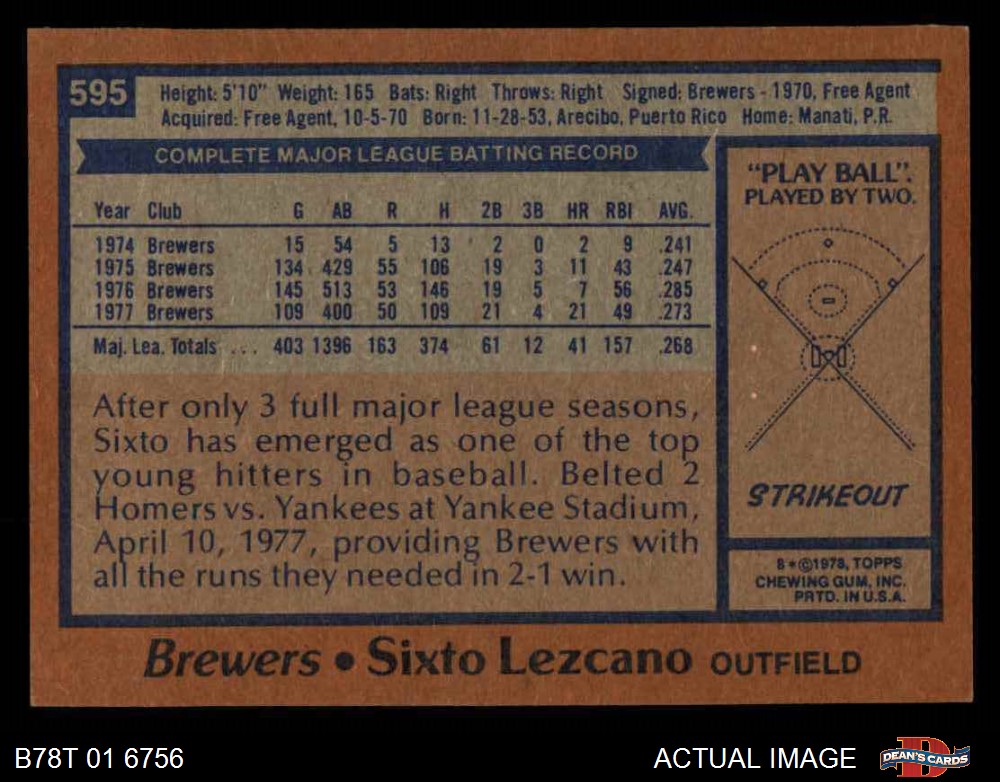 595
Height: 5'10" Weight: 165 Bats: Right Throws: Right Signed: Brewers - 1970, Free Agent
Acquired: Free Agent, 10-5-70 Born: 11-28-53, Arecibo, Puerto Rico Home: Manati, P.R.
COMPLETE MAJOR LEAGUE BATTING RECORD
Year Club G AB R H 2B 3B HR RBI AVG.
1974 Brewers 15 54 5 13 2 0 2 9 .241
1975 Brewers 134 429 55 106 19 3 11 43 .247
1976 Brewers 145 513 53 146 19 5 7 56 .285
1977 Brewers 109 400 50 109 21 4 21 49 .273
Maj. Lea. Totals ... 403 1396 163 374 61 12 41 157 .268
After only 3 full major league seasons,
Sixto has emerged as one of the top
young hitters in baseball. Belted 2
Homers vs. Yankees at Yankee Stadium,
April 10, 1977, providing Brewers with
all the runs they needed in 2-1 win.
"PLAY BALL".
PLAYED BY TWO.
STRIKEOUT
8*©1978, TOPPS
CHEWING GUM, INC.
PRTD. IN U.S.A.
Brewers • Sixto Lezcano OUTFIELD
B78T 01 6756
ACTUAL IMAGE
DEAN'S CARDS